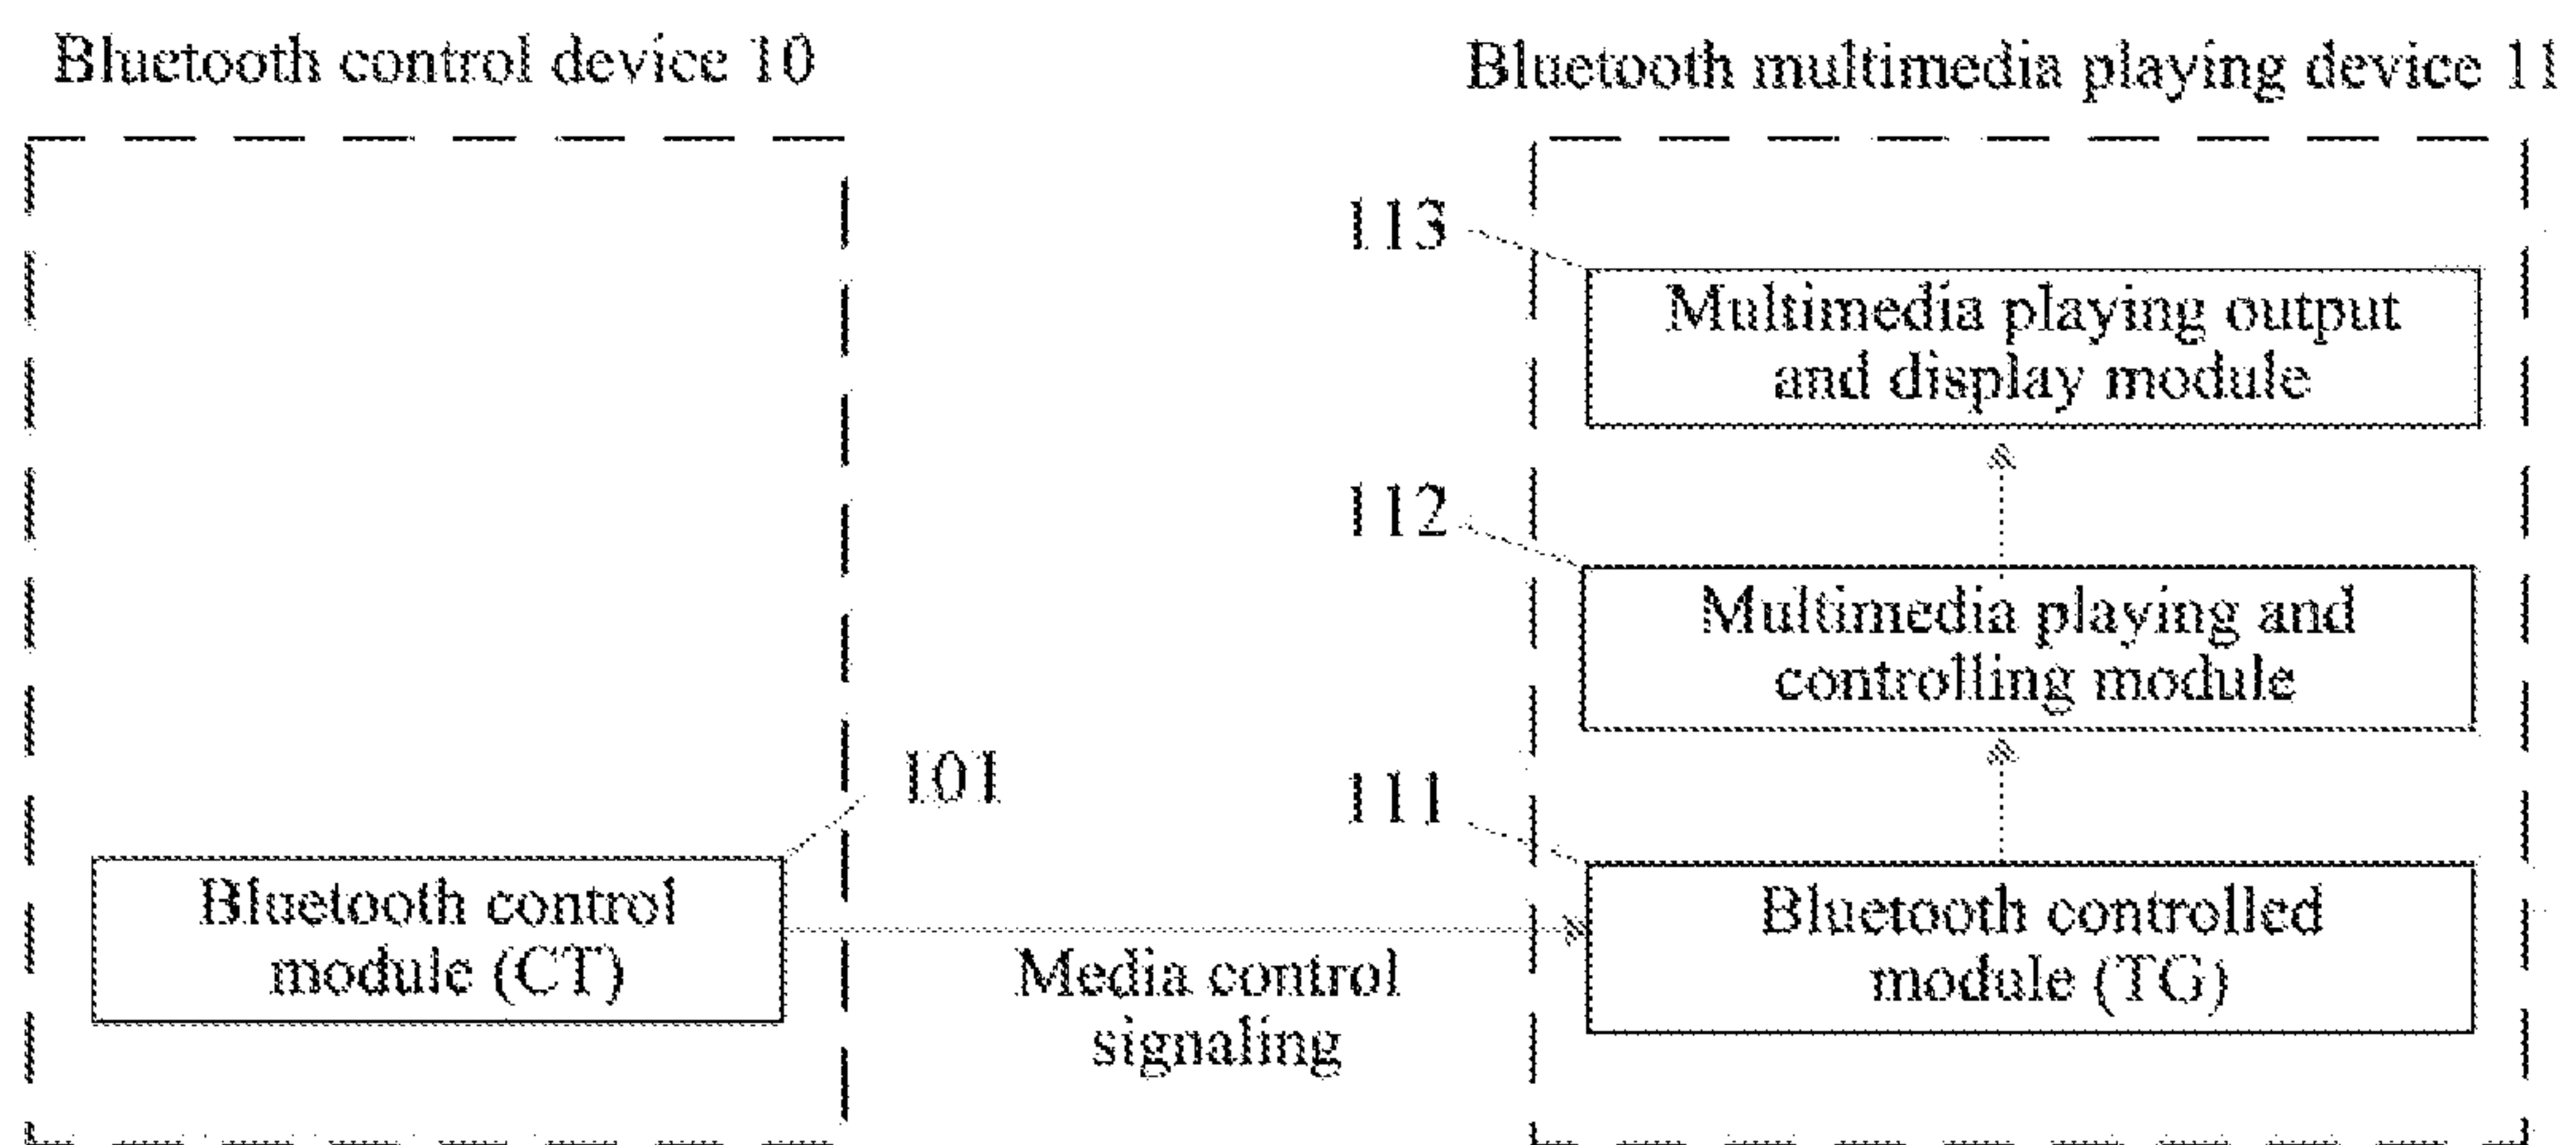 Bluetooth control device 10
Bluetooth multimedia playing device 11
113
Multimedia playing output
and display module
112
Multimedia playing and
controlling module
101
111
Bluetooth control
module (CT)
Media control
signaling
Bluetooth controlled
module (TG)